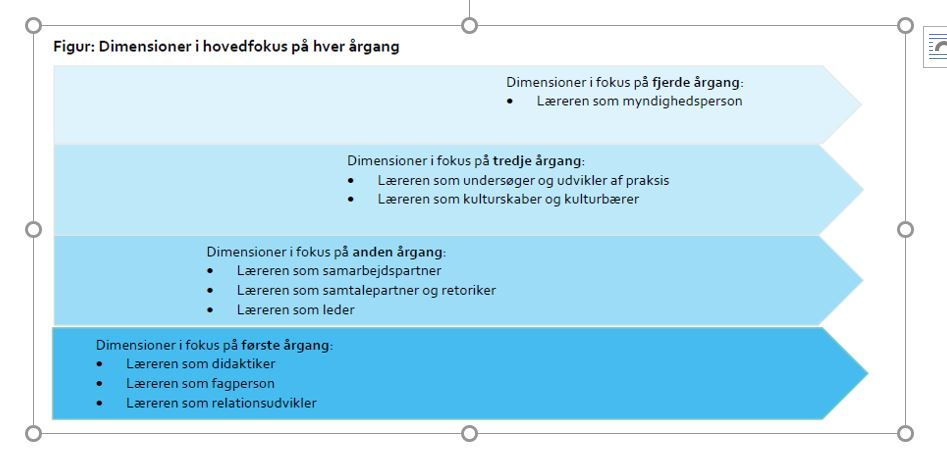 Figur: Dimensioner i hovedfokus på hver årgang
Dimensioner i fokus på fjerde årgang:
• Læreren som myndighedsperson
Dimensioner i fokus på tredje årgang:
• Læreren som undersøger og udvikler af praksis
• Læreren som kulturskaber og kulturbærer
Dimensioner i fokus på anden årgang:
• Læreren som samarbejdspartner
• Læreren som samtalepartner og retoriker
• Læreren som leder
Dimensioner i fokus på første årgang:
• Læreren som didaktiker
• Læreren som fagperson
• Læreren som relationsudvikler